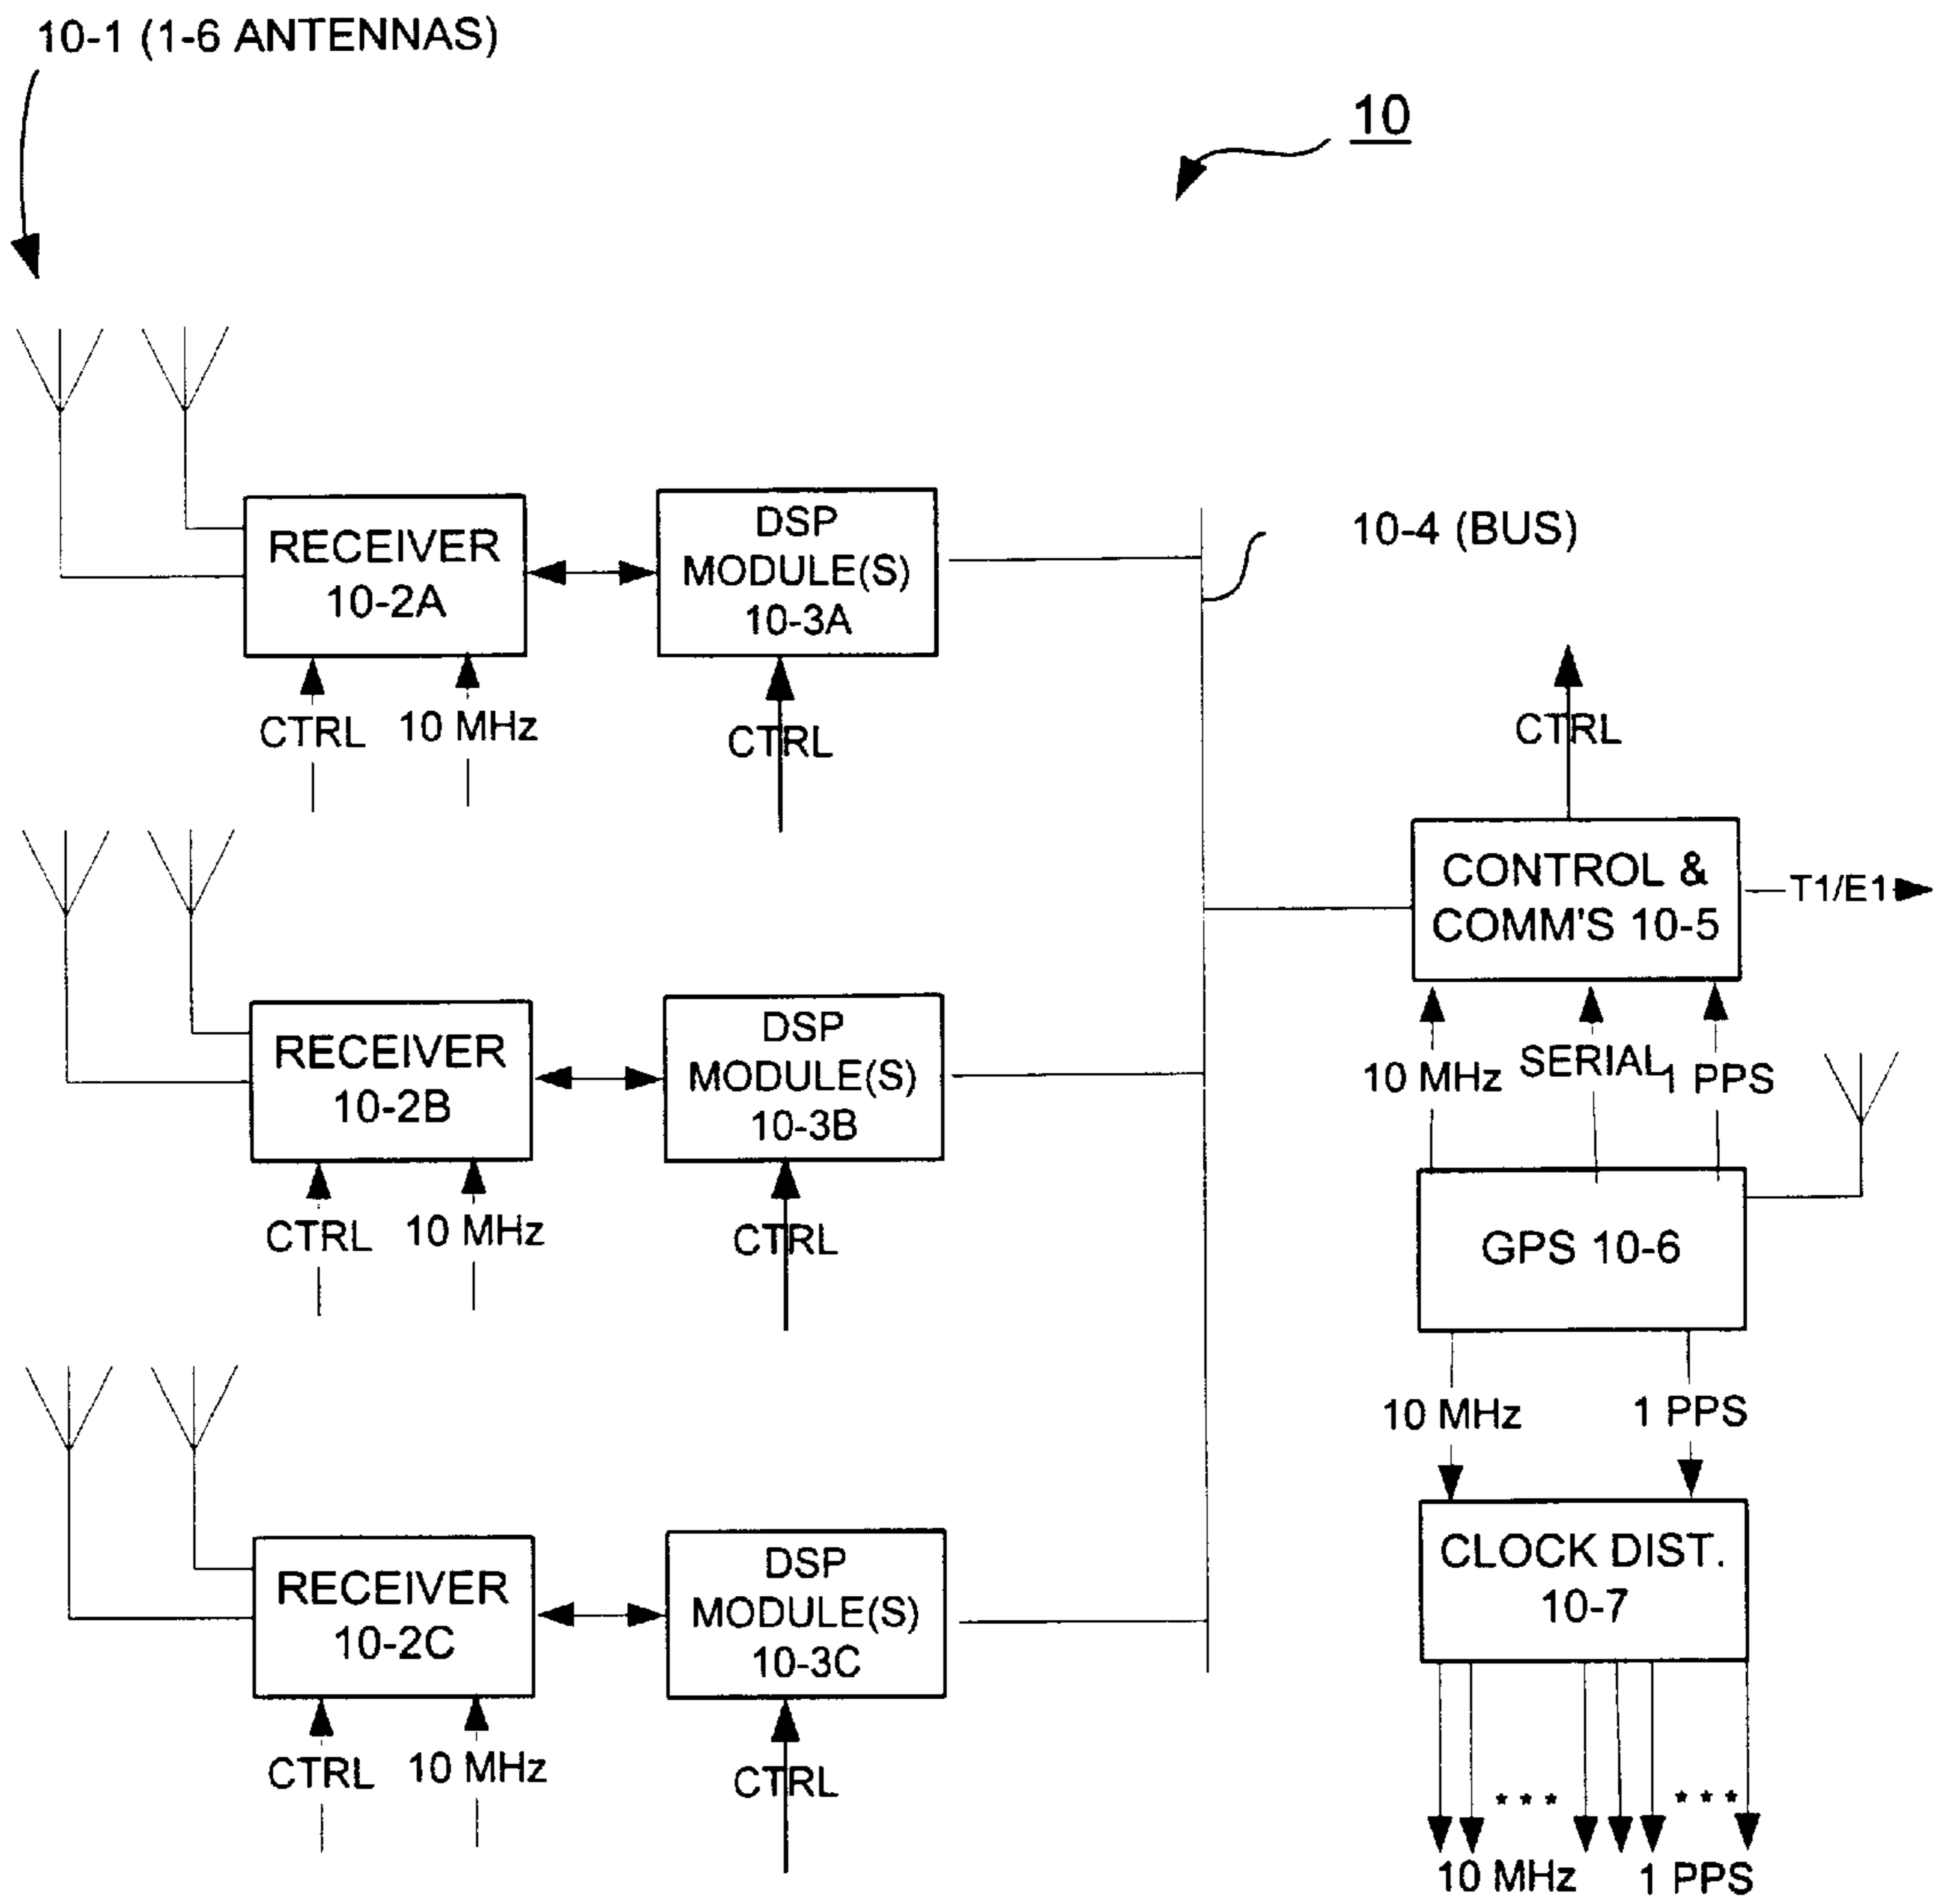 10-1 (1-6 ANTENNAS)
10
RECEIVER
10-2A
DSP
MODULE(S)
10-3A
10-4 (BUS)
CTRL
10 MHz
CTRL
CTRL
CONTROL &
COMM'S 10-5
T1/E1
RECEIVER
10-2B
DSP
MODULE(S)
10-3B
10 MHz
SERIAL
1 PPS
CTRL
10 MHz
CTRL
GPS 10-6
10 MHz
1 PPS
RECEIVER
10-2C
DSP
MODULE(S)
10-3C
CLOCK DIST.
10-7
CTRL
10 MHz
CTRL
* * *
* * *
10 MHz
1 PPS